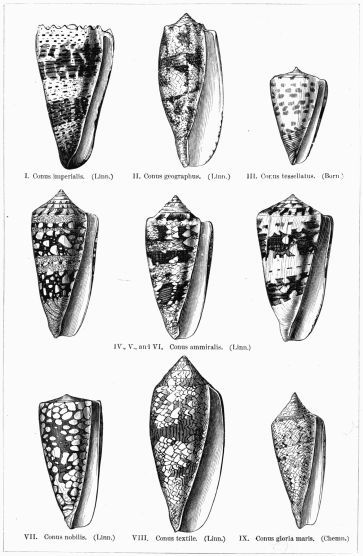 I. Conus imperialis. (Linn.) II. Conus geographus. (Linn.) III. Conus tessellatus. (Born)
IV., V., and VI. Conus ammiralis. (Linn.)
VII. Conus nobilis. (Linn.) VIII. Conus textile. (Linn.) IX. Conus gloria maris. (Chemn.)